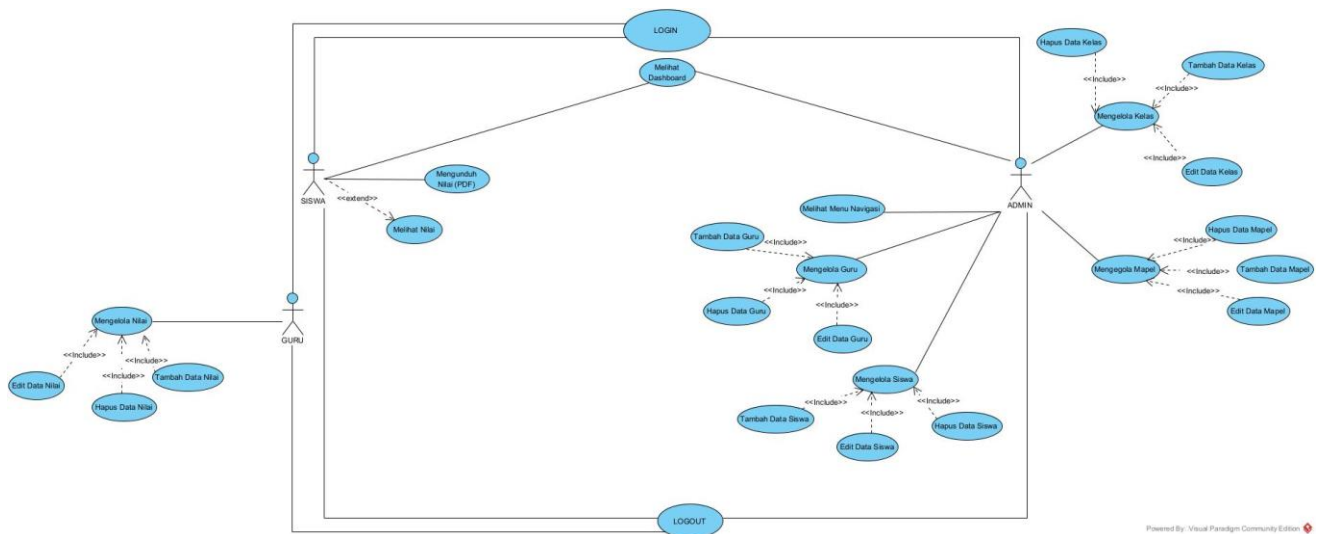 LOGIN
Melihat
Dashboard
Hapus Data Kelas
Tambah Data Kelas
<<Include>>
<<Include>>
Mengelola Kelas
<<Include>>
Edit Data Kelas
SISWA
Mengunduh
Nilai (PDF)
<<extend>>
Melihat Nilai
ADMIN
Melihat Menu Navigasi
Tambah Data Guru
<<Include>>
Mengelola Guru
<<Include>>
Hapus Data Guru
<<Include>>
Edit Data Guru
Hapus Data Mapel
<<Include>>
Mengegola Mapel
<<Include>>
Tambah Data Mapel
<<Include>>
Edit Data Mapel
Mengelola Nilai
GURU
<<Include>>
<<Include>>
<<Include>>
Edit Data Nilai
Tambah Data Nilai
Hapus Data Nilai
Mengelola Siswa
<<Include>>
<<Include>>
<<Include>>
Tambah Data Siswa
Hapus Data Siswa
Edit Data Siswa
LOGOUT
Powered By: Visual Paradigm Community Edition